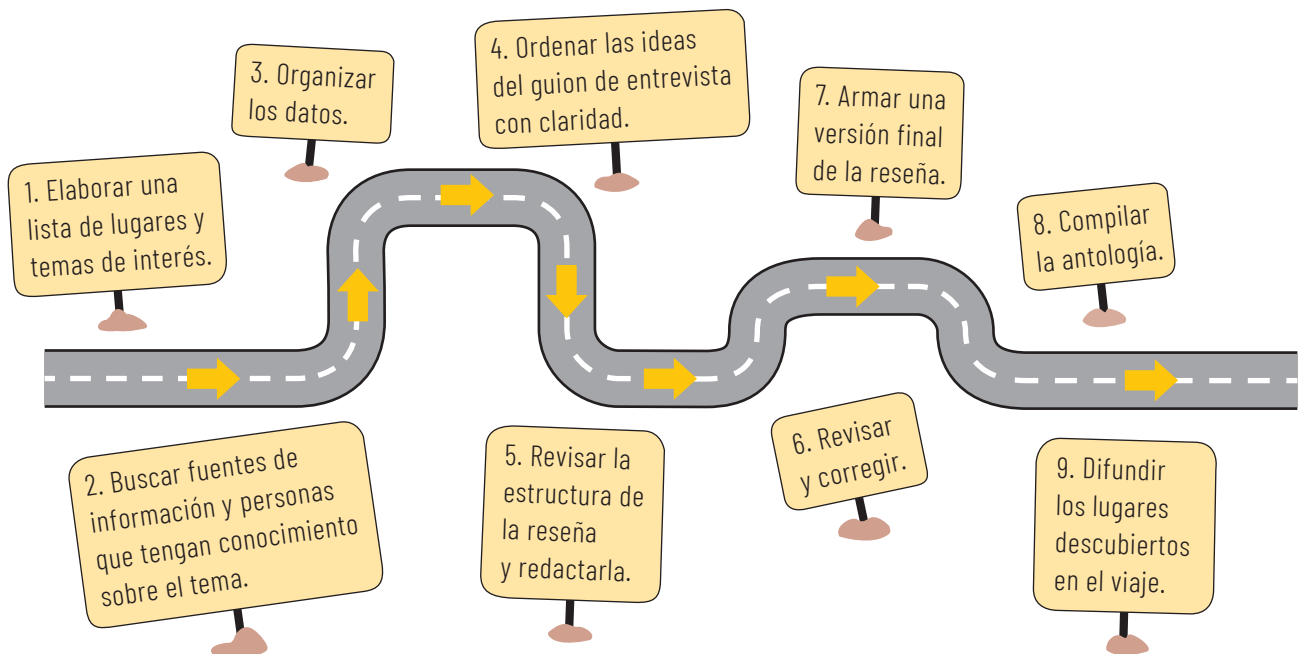 1. Elaborar una
lista de lugares y
temas de interés.
2. Buscar fuentes de
información y personas
que tengan conocimiento
sobre el tema.
3. Organizar
los datos.
4. Ordenar las ideas
del guion de entrevista
con claridad.
5. Revisar la
estructura de
la reseña
y redactarla.
6. Revisar
y corregir.
7. Armar una
versión final
de la reseña.
8. Compilar
la antología.
9. Difundir
los lugares
descubiertos
en el viaje.